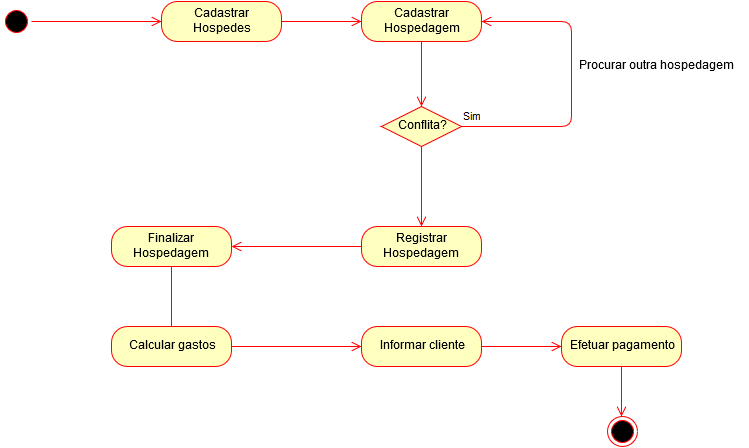 Cadastrar
Hospedes
Cadastrar
Hospedagem
Procurar outra hospedagem
Sim
Conflita?
Finalizar
Hospedagem
Registrar
Hospedagem
Calcular gastos
Informar cliente
Efetuar pagamento